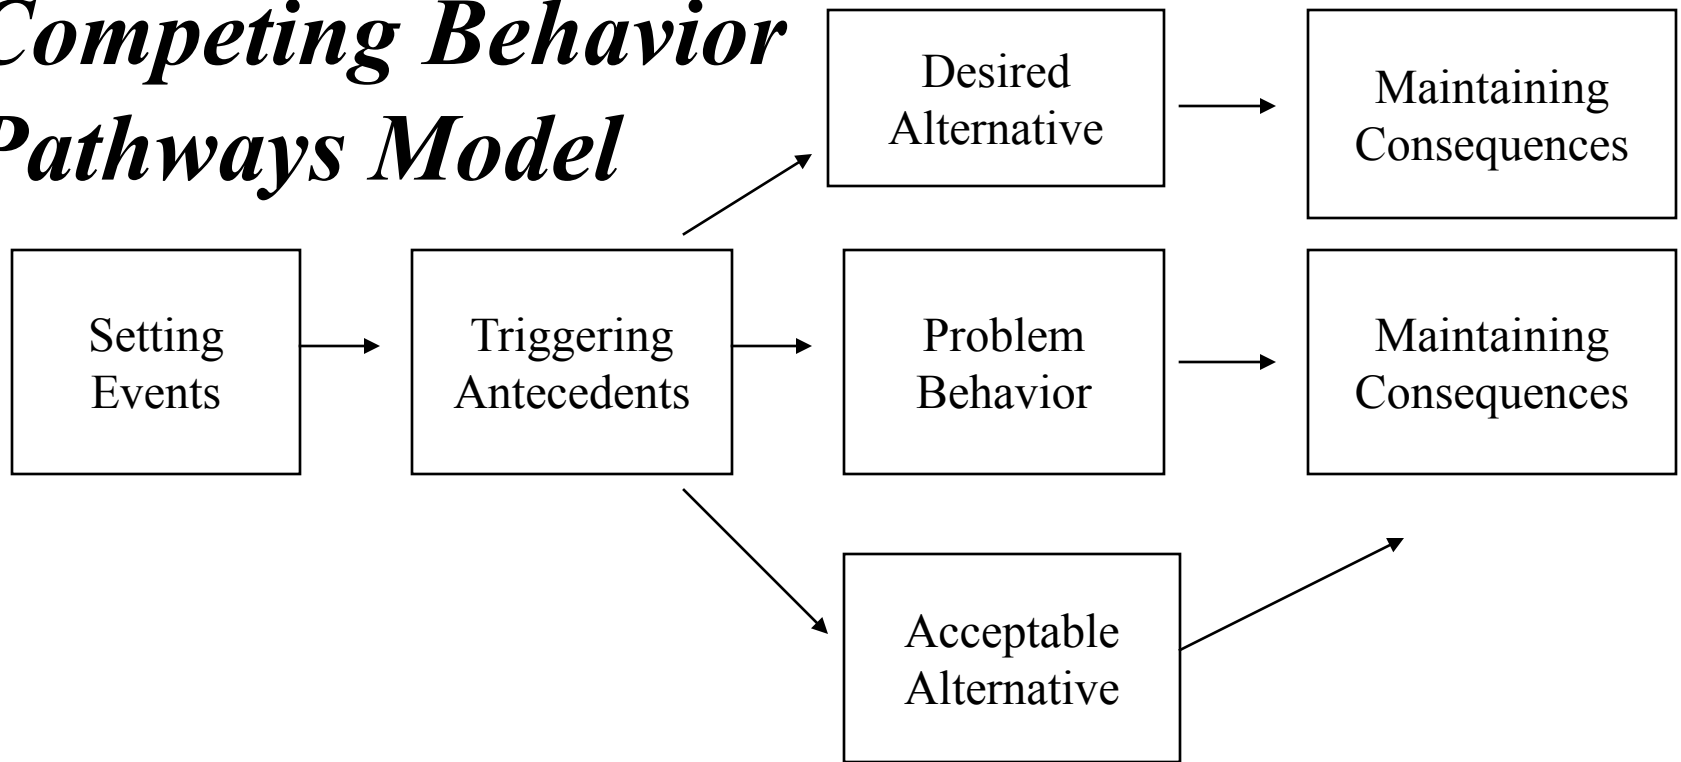 Competing Behavior
Pathways Model
Desired
Alternative
Maintaining
Consequences
Setting
Events
Triggering
Antecedents
Problem
Behavior
Maintaining
Consequences
Acceptable
Alternative